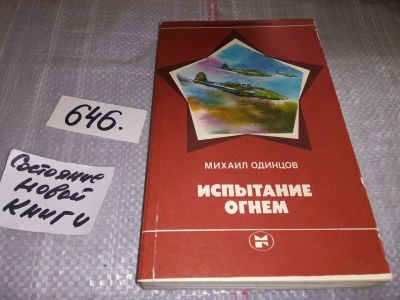 646.
Состояние
новой
книги
МИХАИЛ ОДИНЦОВ
ИСПЫТАНИЕ
ОГНЕМ